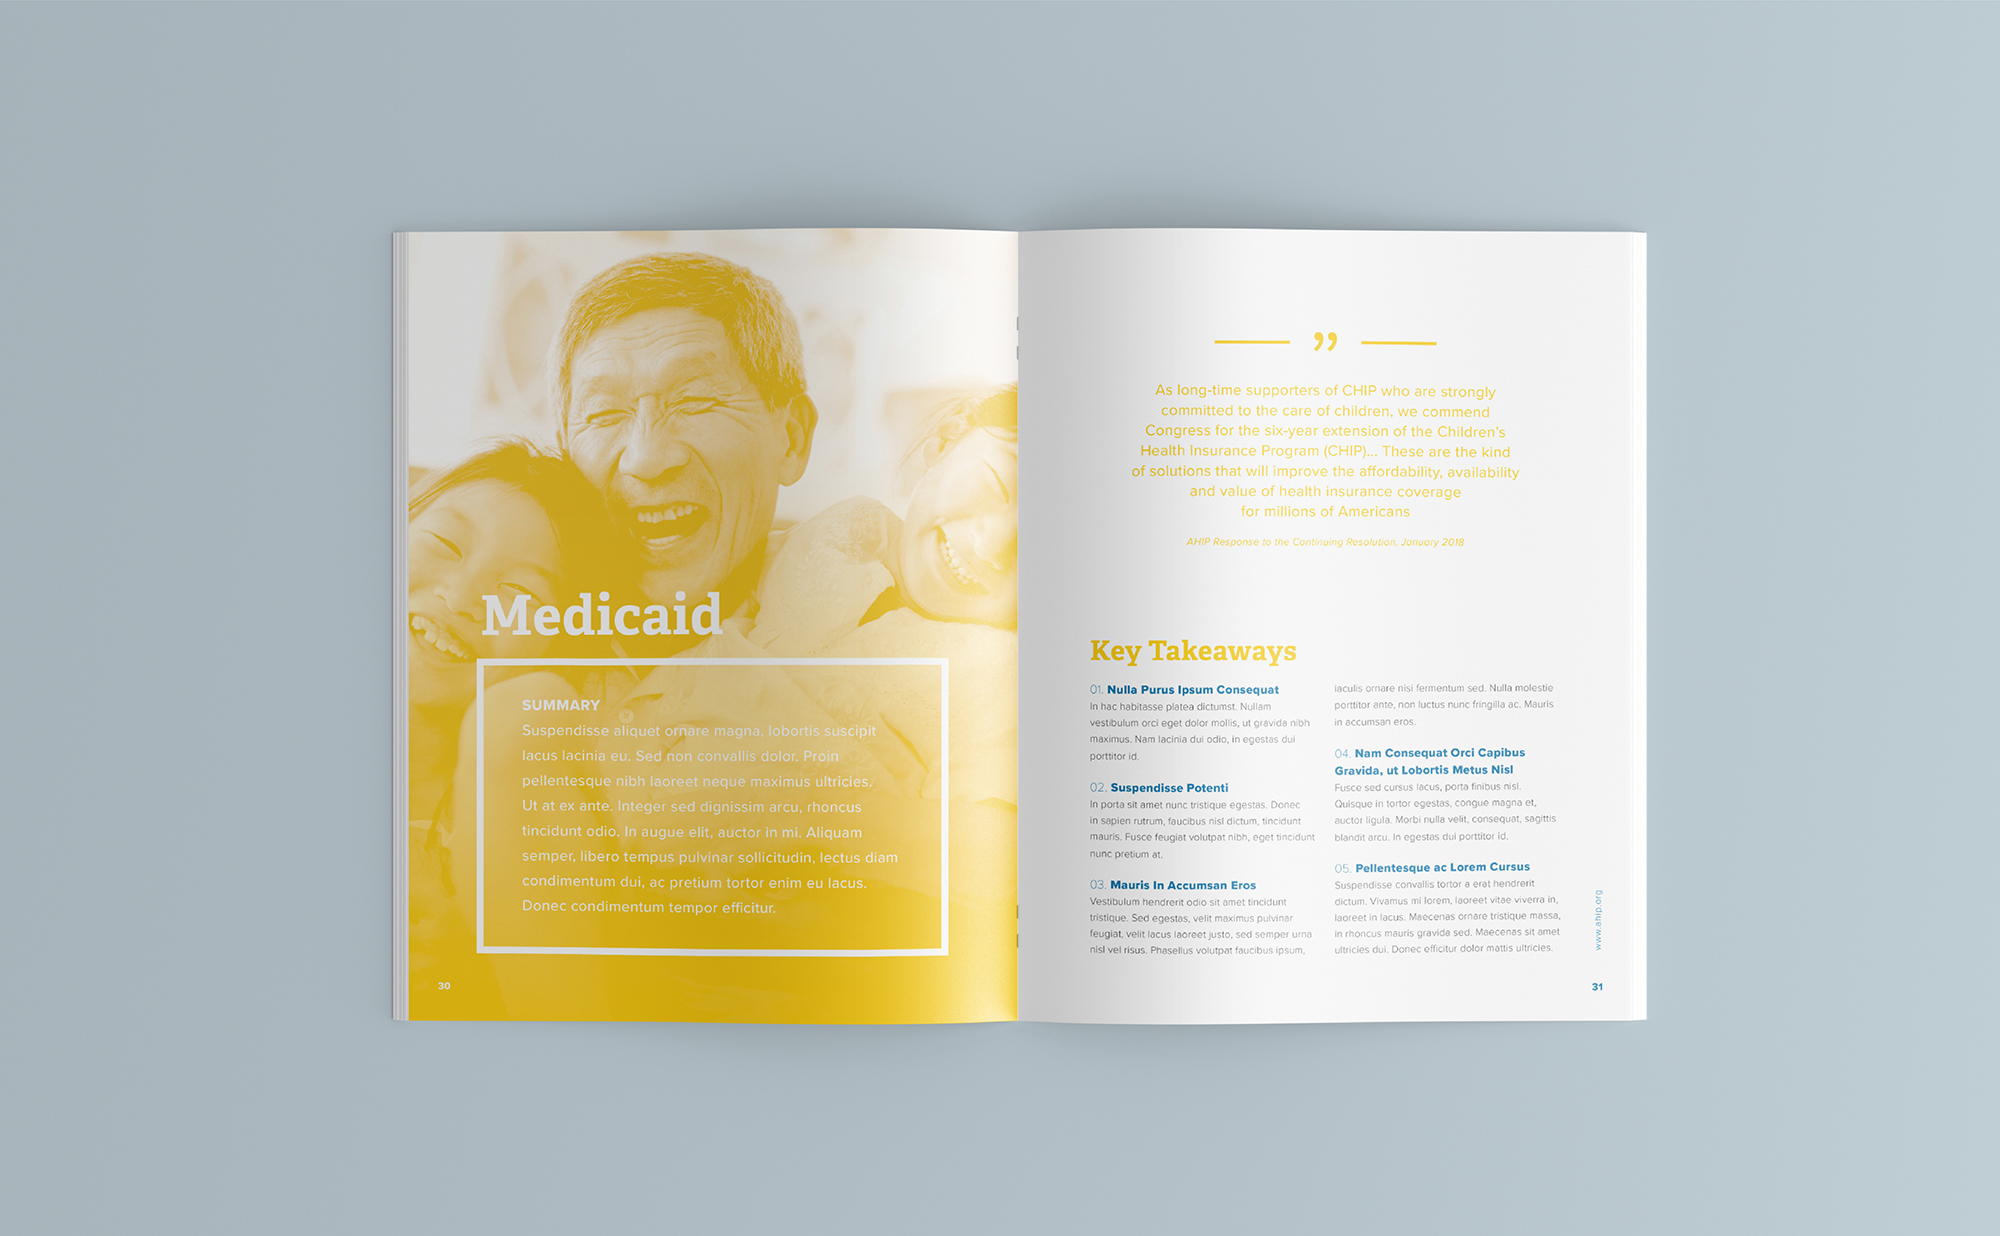 Medicaid
SUMMARY
Suspendisse aliquet ornare magna, lobortis suscipit
lacus lacinia eu. Sed non convallis dolor. Proin
pellentesque nibh laoreet neque maximus ultricies.
Ut at ex ante. Integer sed dignissim arcu, rhoncus
tincidunt odio. In augue elit, auctor in mi. Aliquam
semper, libero tempus pulvinar sollicitudin, lectus diam
condimentum dui, ac pretium tortor enim eu lacus.
Donec condimentum tempor efficitur.
30
”
As long-time supporters of CHIP who are strongly
committed to the care of children, we commend
Congress for the six-year extension of the Children's
Health Insurance Program (CHIP)... These are the kind
of solutions that will improve the affordability, availability
and value of health insurance coverage
for millions of Americans
AHIP Response to the Continuing Resolution, January 2018
Key Takeaways
01. Nulla Purus Ipsum Consequat
In hac habitasse platea dictumst. Nullam
vestibulum orci eget dolor mollis, ut gravida nibh
maximus. Nam lacinia dui odio, in egestas dui
porttitor id.
02. Suspendisse Potenti
In porta sit amet nunc tristique egestas. Donec
in sapien rutrum, faucibus nisl dictum, tincidunt
mauris. Fusce feugiat volutpat nibh, eget tincidunt
nunc pretium at.
03. Mauris In Accumsan Eros
Vestibulum hendrerit odio sit amet tincidunt
tristique. Sed egestas, velit maximus pulvinar
feugiat, velit lacus laoreet justo, sed semper urna
nisl vel risus. Phasellus volutpat faucibus ipsum,
iaculis ornare nisi fermentum sed. Nulla molestie
porttitor ante, non luctus nunc fringilla ac. Mauris
in accumsan eros.
04. Nam Consequat Orci Capibus
Gravida, ut Lobortis Metus Nisl
Fusce sed cursus lacus, porta finibus nisl.
Quisque in tortor egestas, congue magna et,
auctor ligula. Morbi nulla velit, consequat, sagittis
blandit arcu. In egestas dui porttitor id.
05. Pellentesque ac Lorem Cursus
Suspendisse convallis tortor a erat hendrerit
dictum. Vivamus mi lorem, laoreet vitae viverra in,
laoreet in lacus. Maecenas ornare tristique massa,
in rhoncus mauris gravida sed. Maecenas sit amet
ultricies dui. Donec efficitur dolor mattis ultricies.
www.ahip.org
31